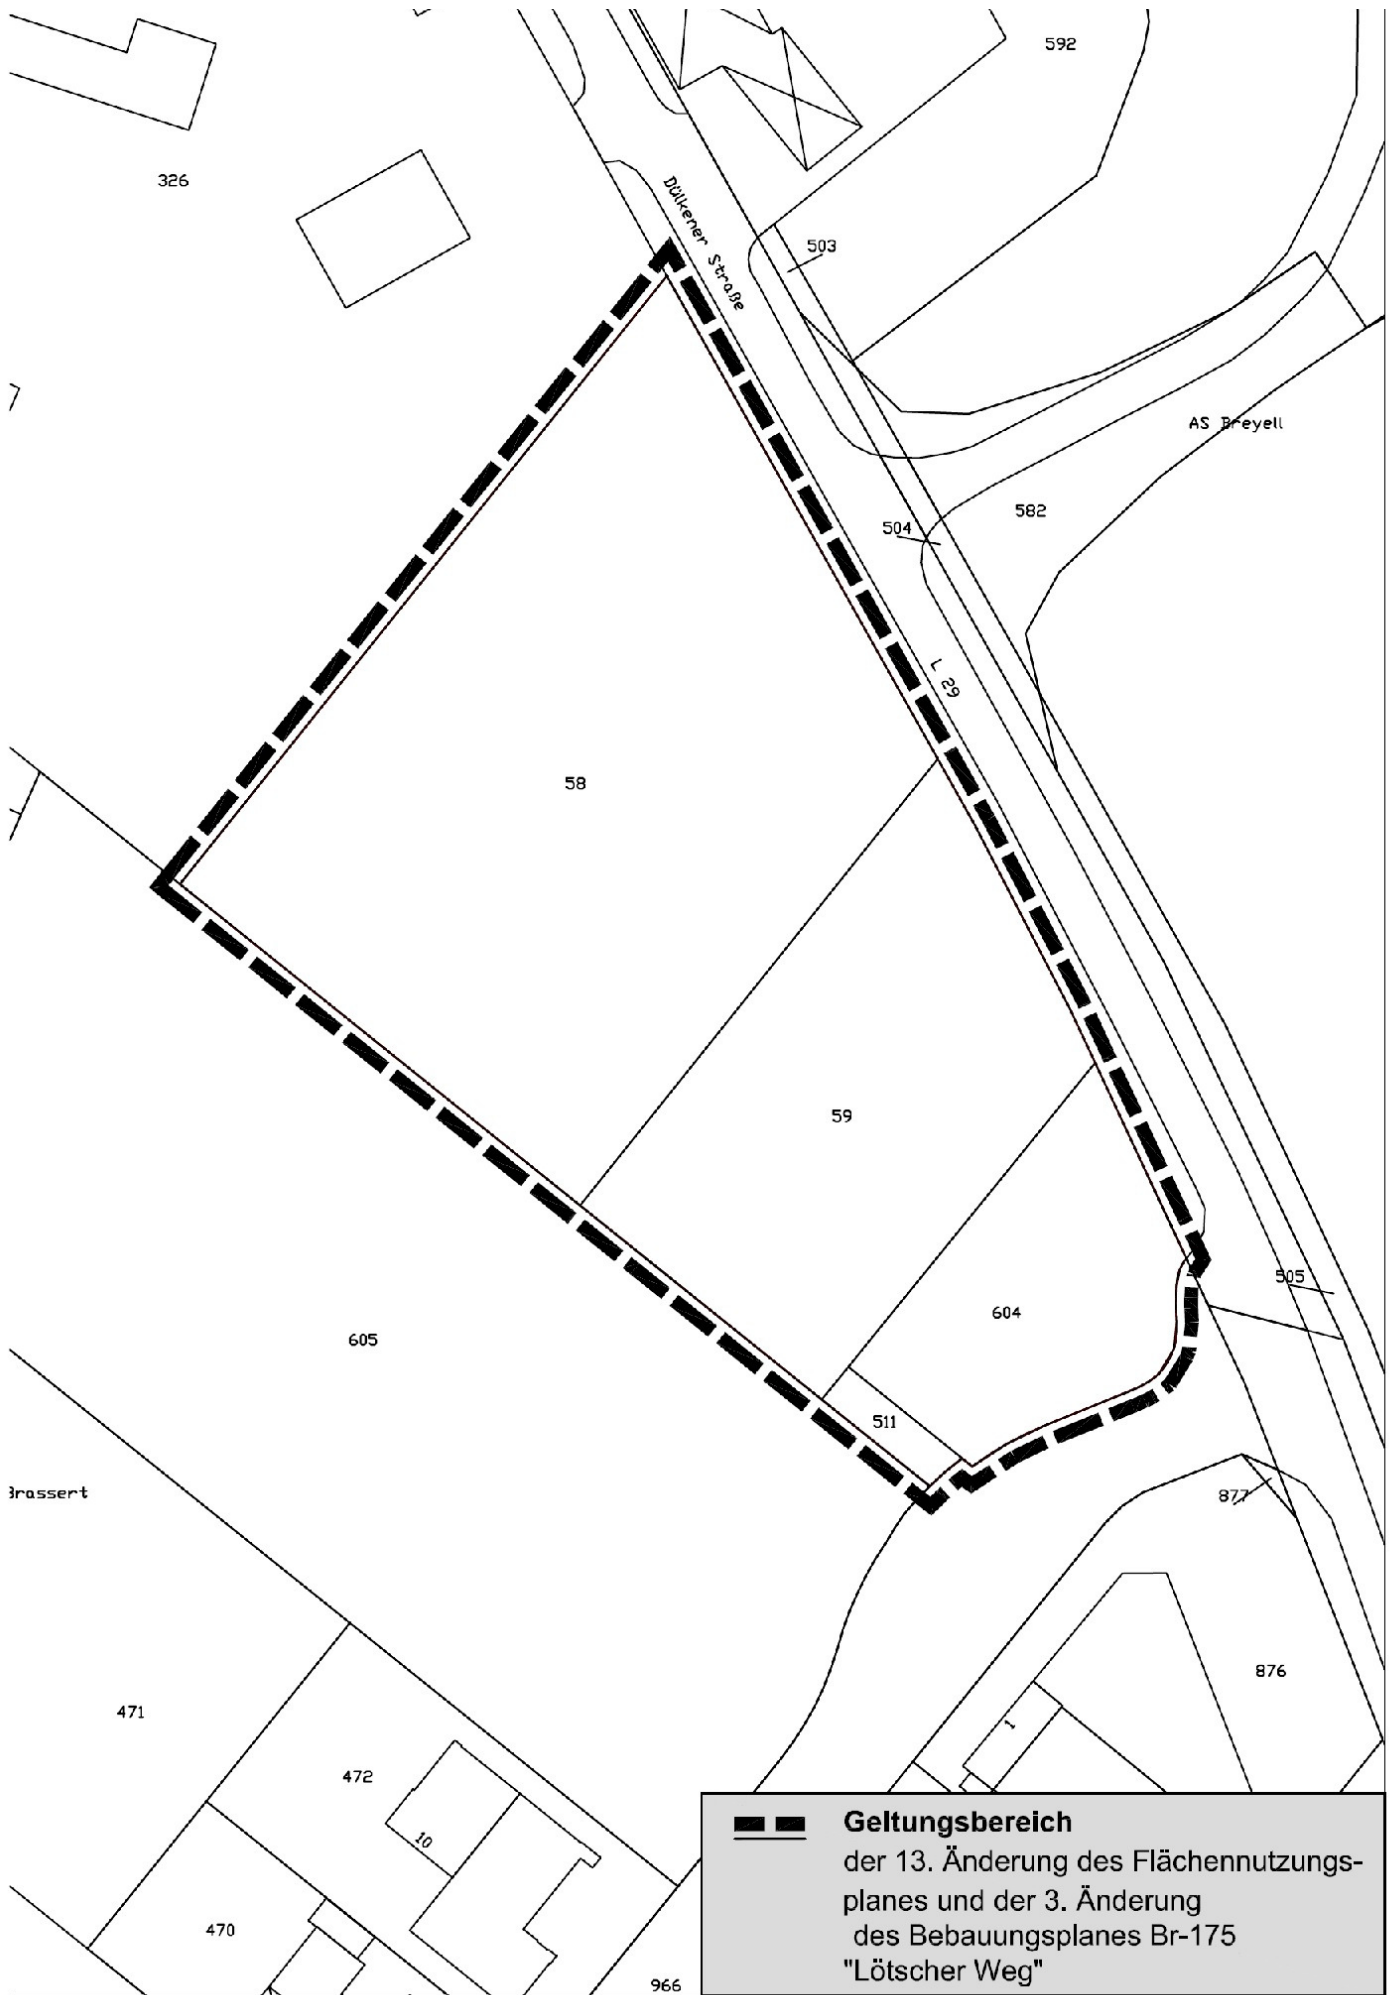 592
326
Dülkener Straße
503
AS Breyell
582
504
L 29
58
59
505
604
605
511
Brassert
877
876
471
1
472
10
470
966
Geltungsbereich
der 13. Änderung des Flächennutzungs-
planes und der 3. Änderung
des Bebauungsplanes Br-175
"Lötscher Weg"